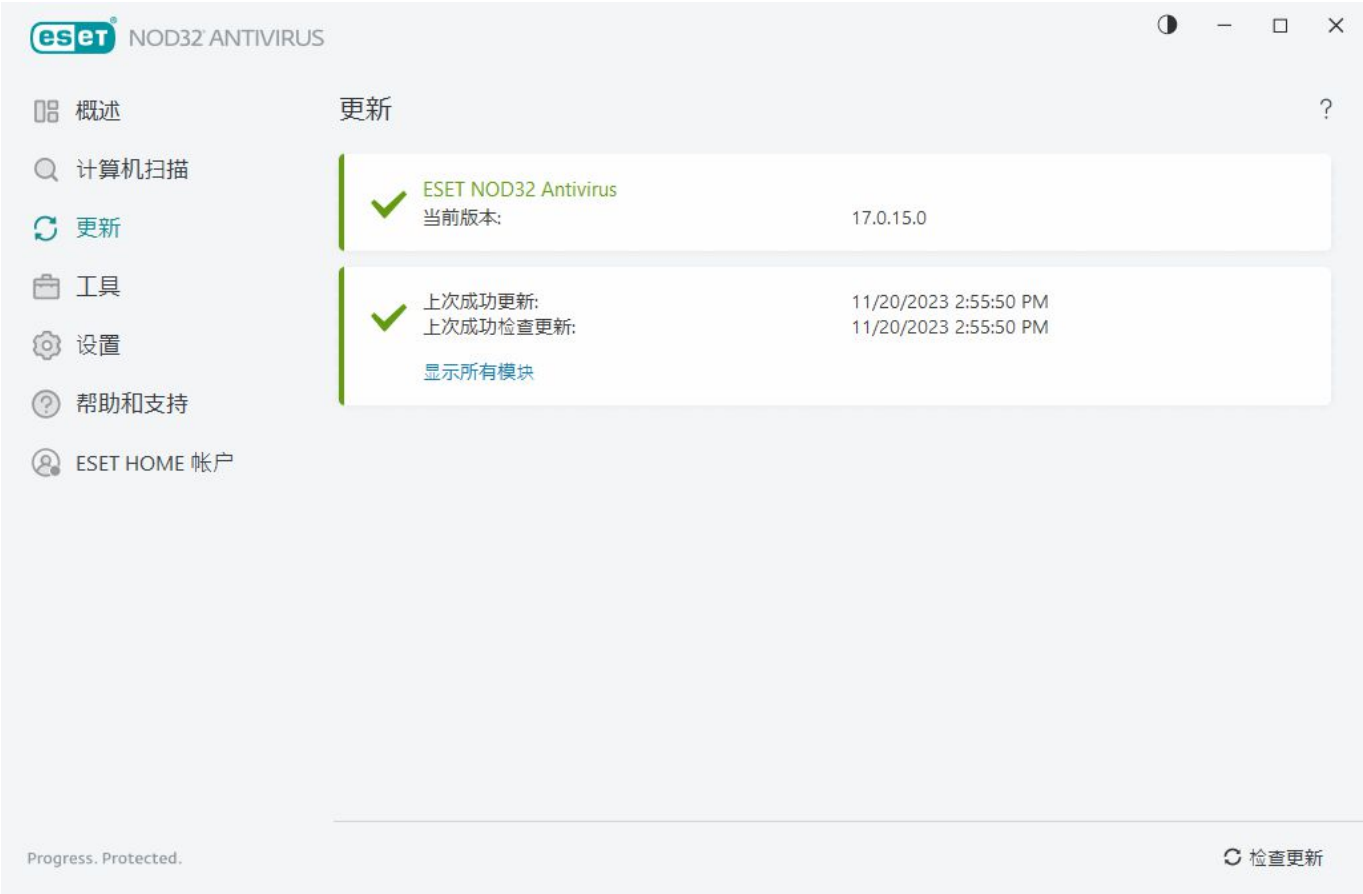 eset® NOD32 ANTIVIRUS
概述
计算机扫描
更新
工具
设置
帮助和支持
ESET HOME 帐户
更新
?
ESET NOD32 Antivirus
当前版本: 17.0.15.0
上次成功更新: 11/20/2023 2:55:50 PM
上次成功检查更新: 11/20/2023 2:55:50 PM
显示所有模块
Progress. Protected.
检查更新